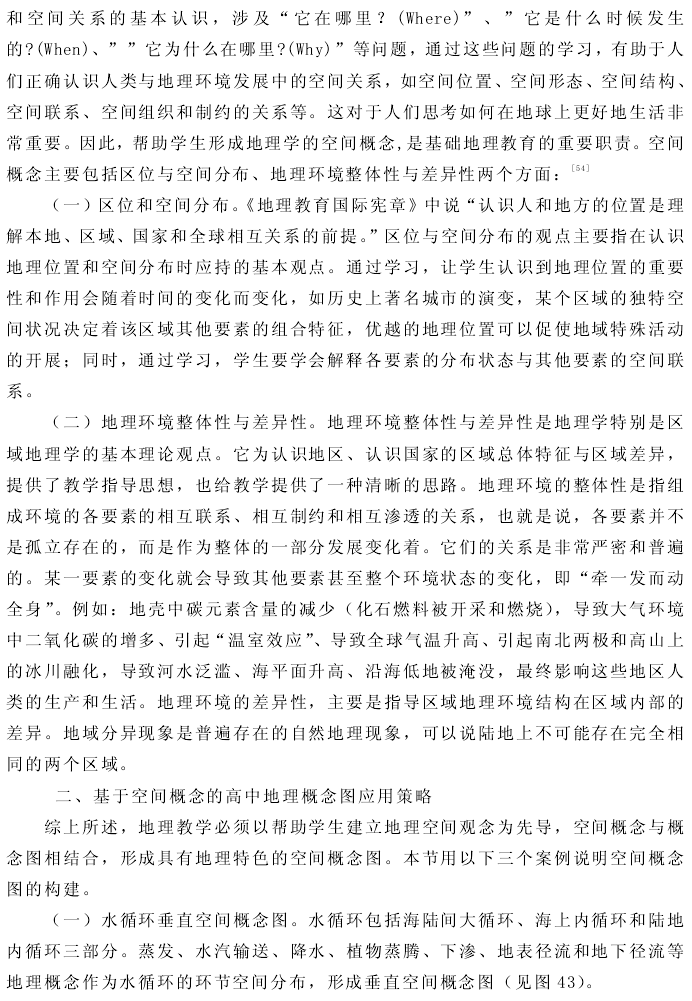 和空间关系的基本认识，涉及“它在哪里？(Where)”、”它是什么时候发生
的?(When)、””它为什么在哪里?(Why)”等问题，通过这些问题的学习，有助于人
们正确认识人类与地理环境发展中的空间关系，如空间位置、空间形态、空间结构、
空间联系、空间组织和制约的关系等。这对于人们思考如何在地球上更好地生活非
常重要。因此，帮助学生形成地理学的空间概念,是基础地理教育的重要职责。空间
概念主要包括区位与空间分布、地理环境整体性与差异性两个方面：[54]
（一）区位和空间分布。《地理教育国际宪章》中说“认识人和地方的位置是理
解本地、区域、国家和全球相互关系的前提。”区位与空间分布的观点主要指在认识
地理位置和空间分布时应持的基本观点。通过学习，让学生认识到地理位置的重要
性和作用会随着时间的变化而变化，如历史上著名城市的演变，某个区域的独特空
间状况决定着该区域其他要素的组合特征，优越的地理位置可以促使地域特殊活动
的开展；同时，通过学习，学生要学会解释各要素的分布状态与其他要素的空间联
系。
（二）地理环境整体性与差异性。地理环境整体性与差异性是地理学特别是区
域地理学的基本理论观点。它为认识地区、认识国家的区域总体特征与区域差异，
提供了教学指导思想，也给教学提供了一种清晰的思路。地理环境的整体性是指组
成环境的各要素的相互联系、相互制约和相互渗透的关系，也就是说，各要素并不
是孤立存在的，而是作为整体的一部分发展变化着。它们的关系是非常严密和普遍
的。某一要素的变化就会导致其他要素甚至整个环境状态的变化，即“牵一发而动
全身”。例如：地壳中碳元素含量的减少（化石燃料被开采和燃烧），导致大气环境
中二氧化碳的增多、引起“温室效应”、导致全球气温升高、引起南北两极和高山上
的冰川融化，导致河水泛滥、海平面升高、沿海低地被淹没，最终影响这些地区人
类的生产和生活。地理环境的差异性，主要是指导区域地理环境结构在区域内部的
差异。地域分异现象是普遍存在的自然地理现象，可以说陆地上不可能存在完全相
同的两个区域。
二、基于空间概念的高中地理概念图应用策略
综上所述，地理教学必须以帮助学生建立地理空间观念为先导，空间概念与概
念图相结合，形成具有地理特色的空间概念图。本节用以下三个案例说明空间概念
图的构建。
（一）水循环垂直空间概念图。水循环包括海陆间大循环、海上内循环和陆地
内循环三部分。蒸发、水汽输送、降水、植物蒸腾、下渗、地表径流和地下径流等
地理概念作为水循环的环节空间分布，形成垂直空间概念图（见图 43）。